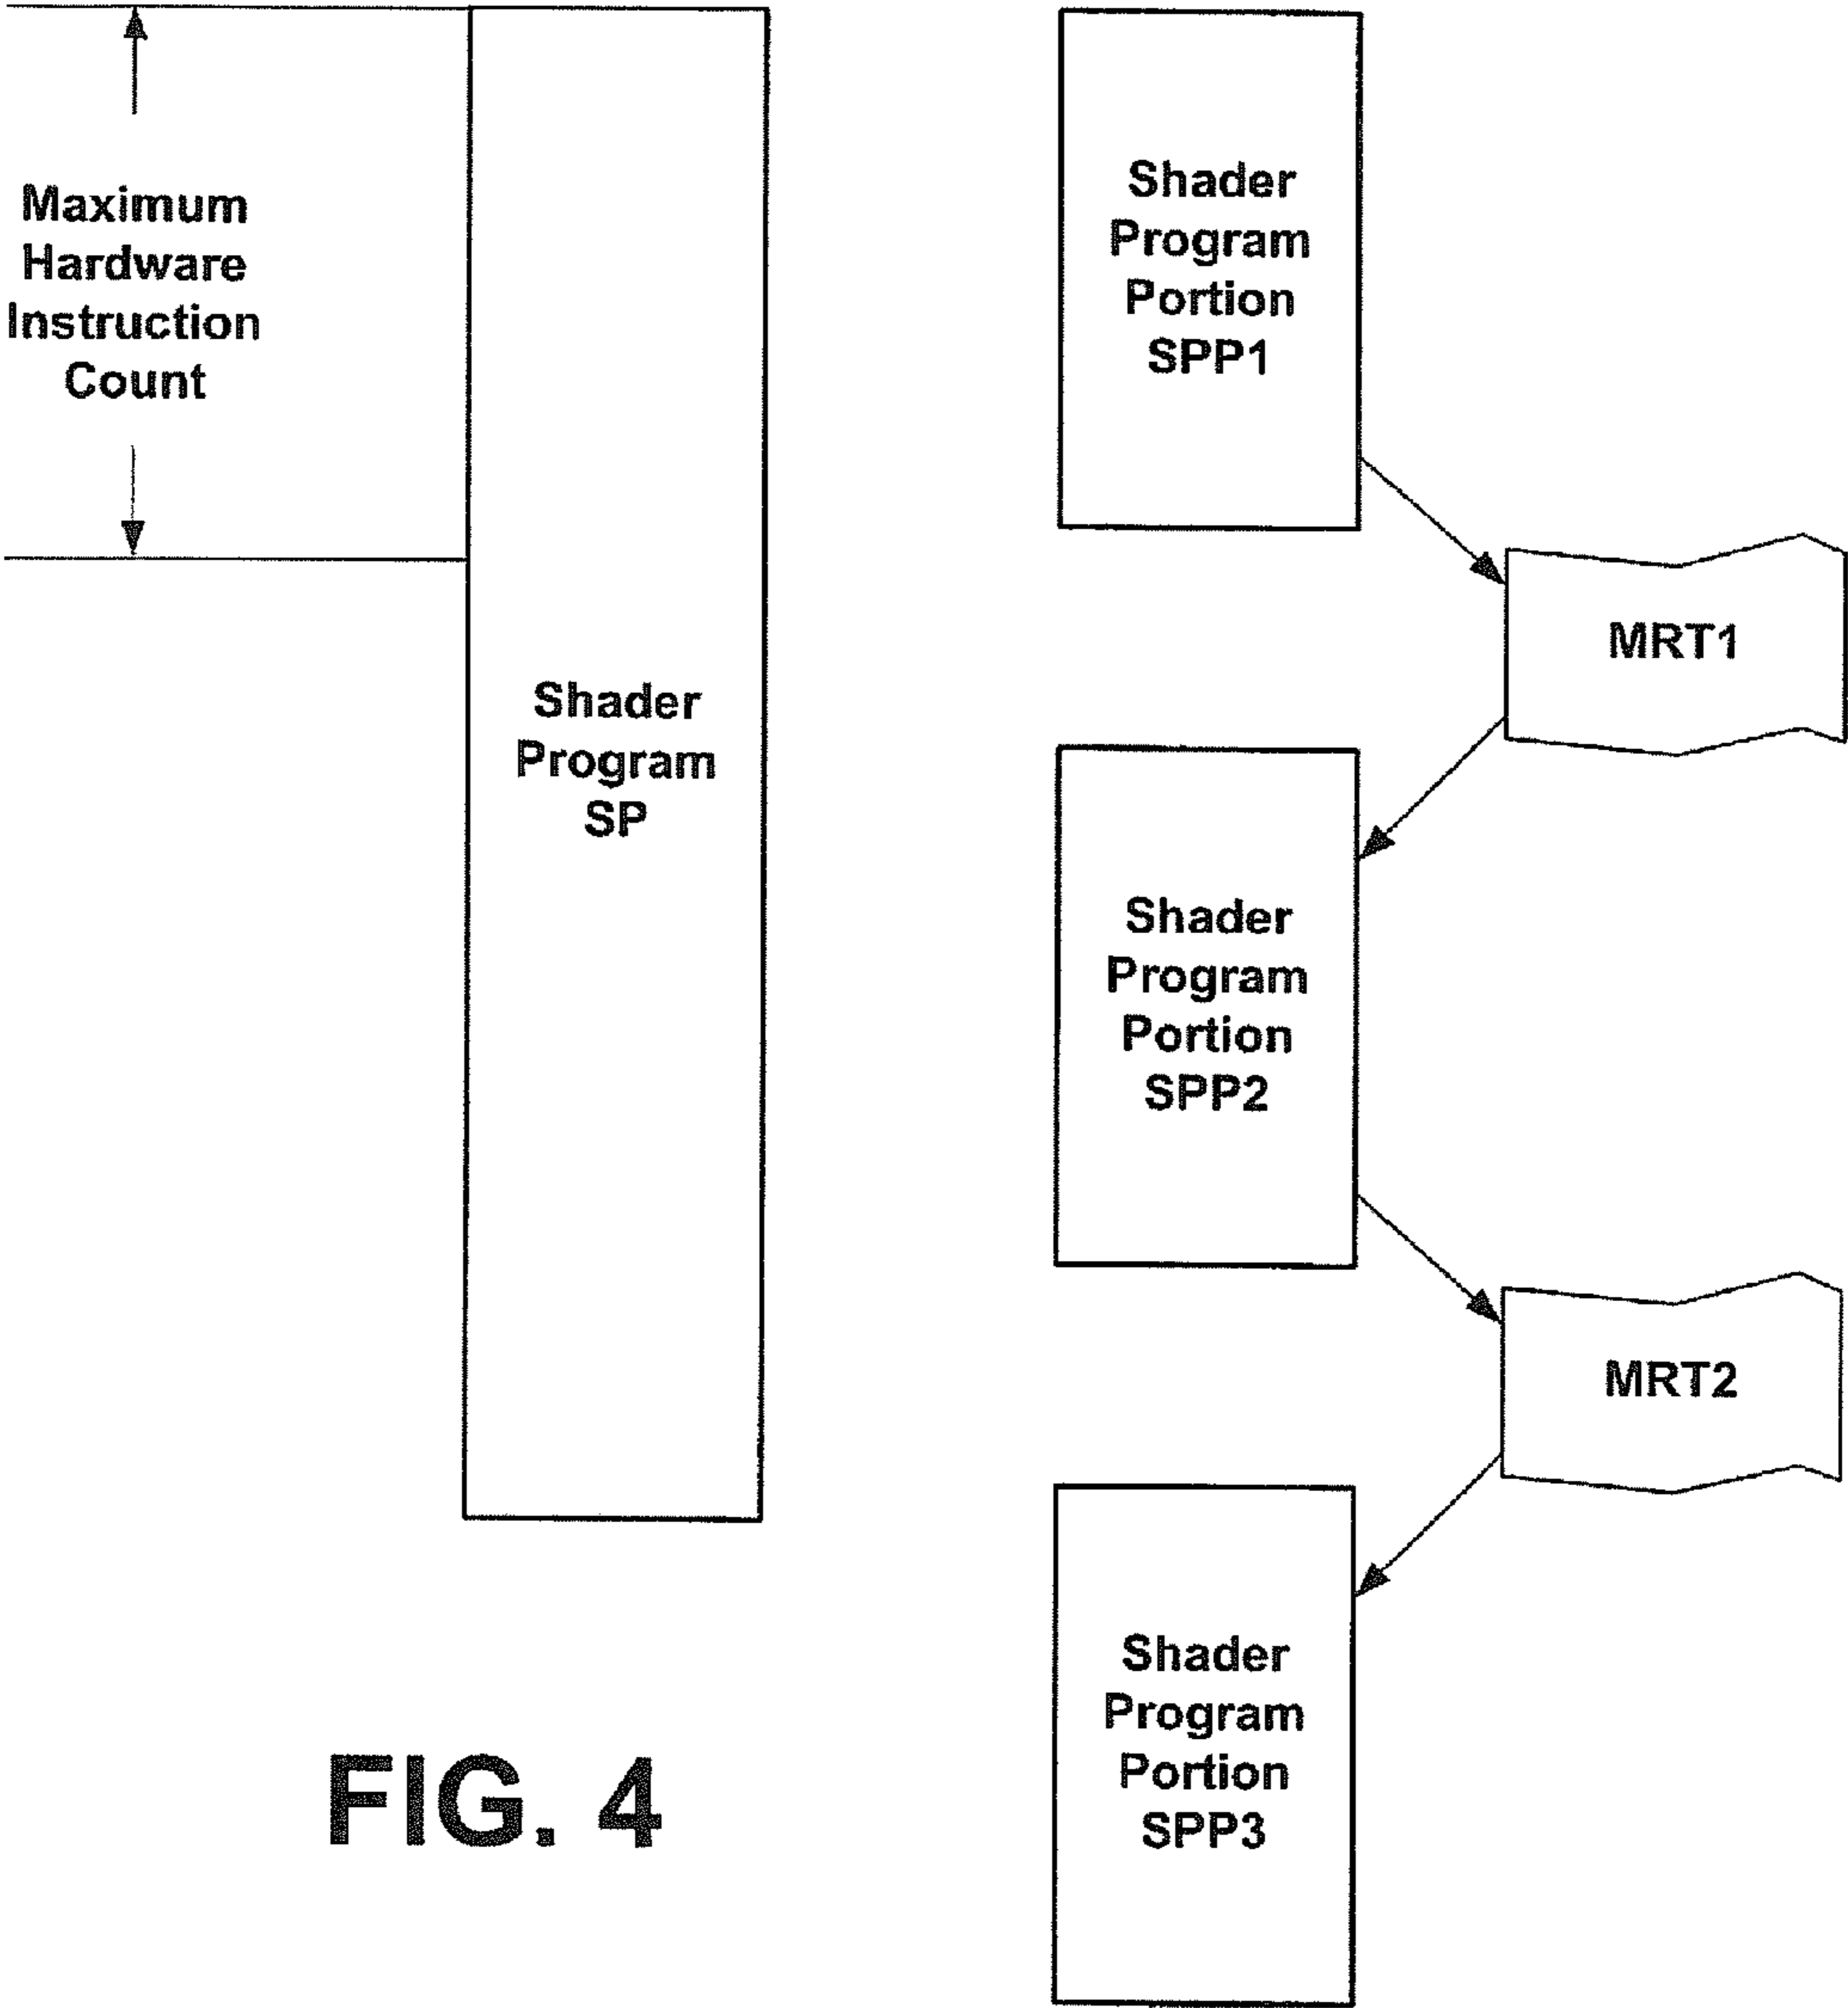 Maximum
Hardware
Instruction
Count
Shader
Program
SP
Shader
Program
Portion
SPP1
MRT1
Shader
Program
Portion
SPP2
MRT2
Shader
Program
Portion
SPP3
FIG. 4